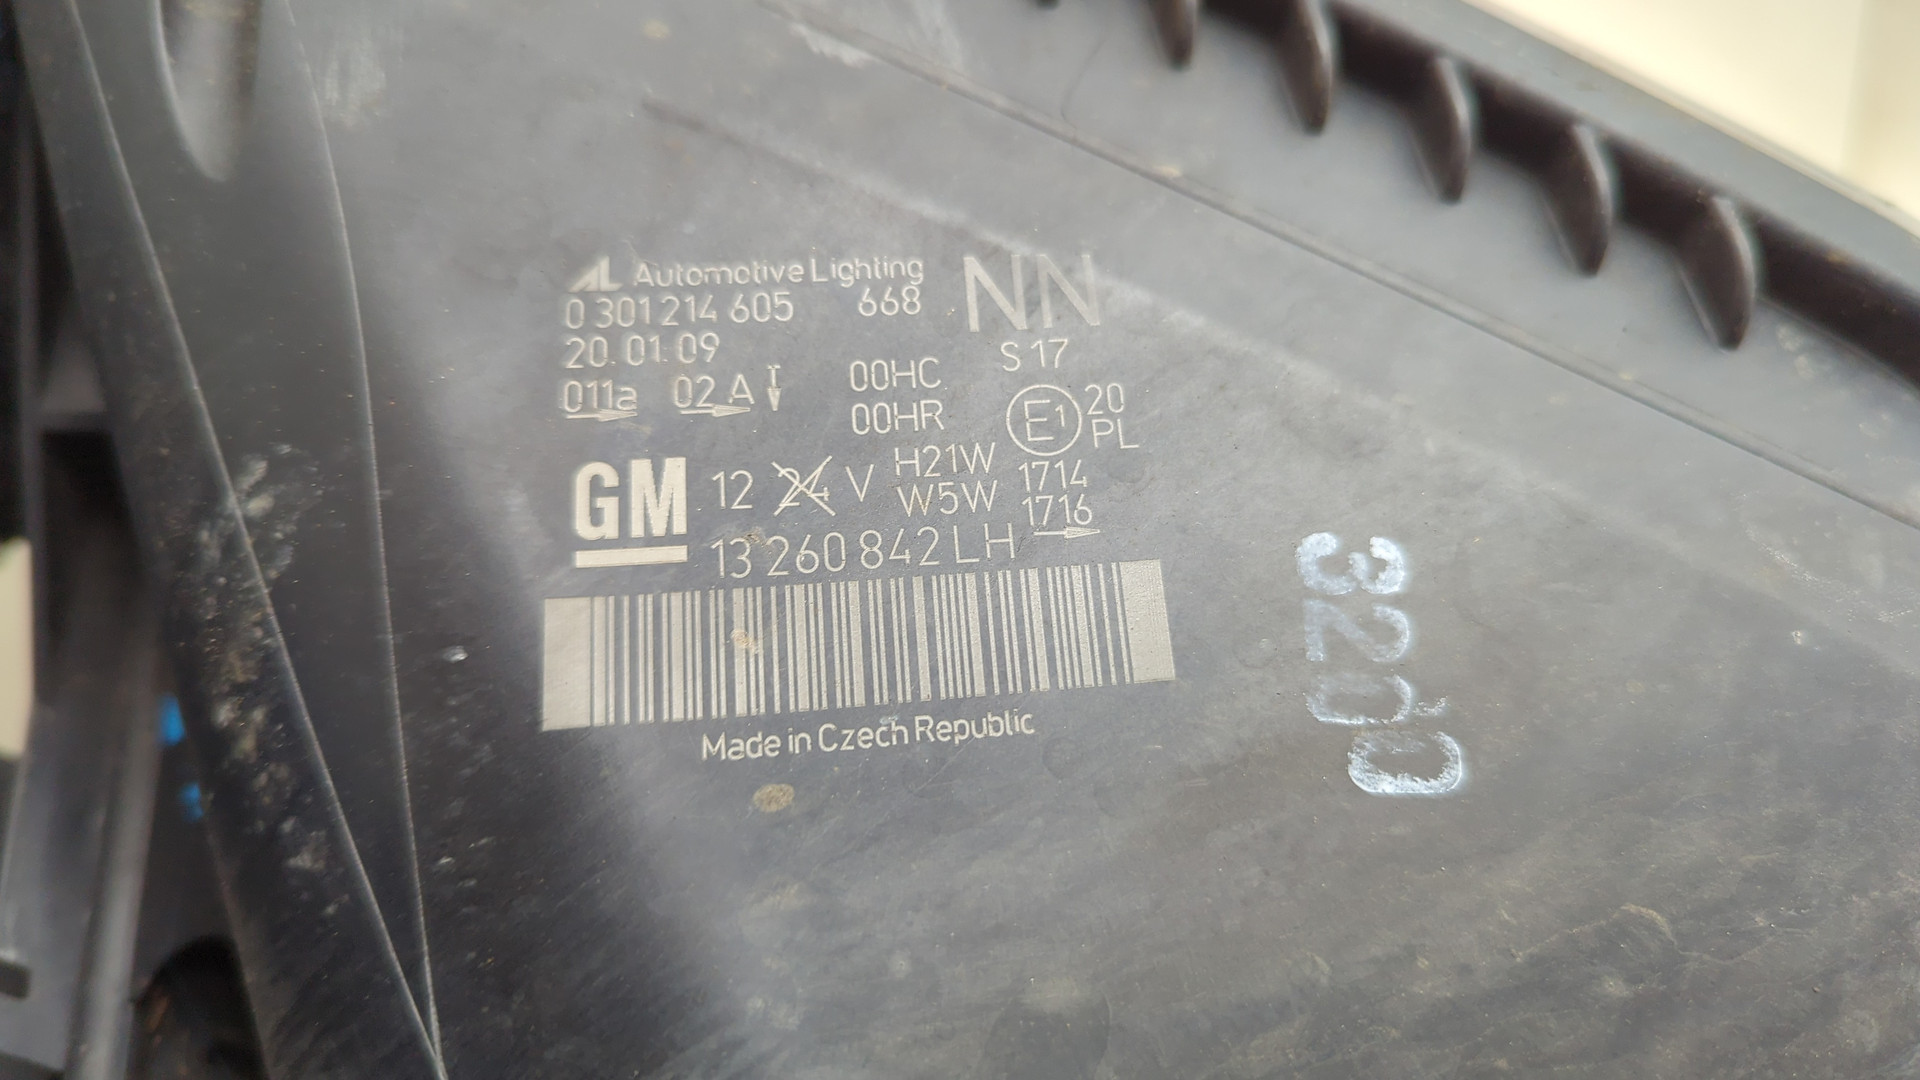 AL Automotive Lighting
0 301 214 605 668 NN
20.01.09 S 17
011a 02 A 00HC
00HR E1 20
PL
GM 12 24 V H21W 1714
W5W 1716
13 260 842 LH
Made in Czech Republic